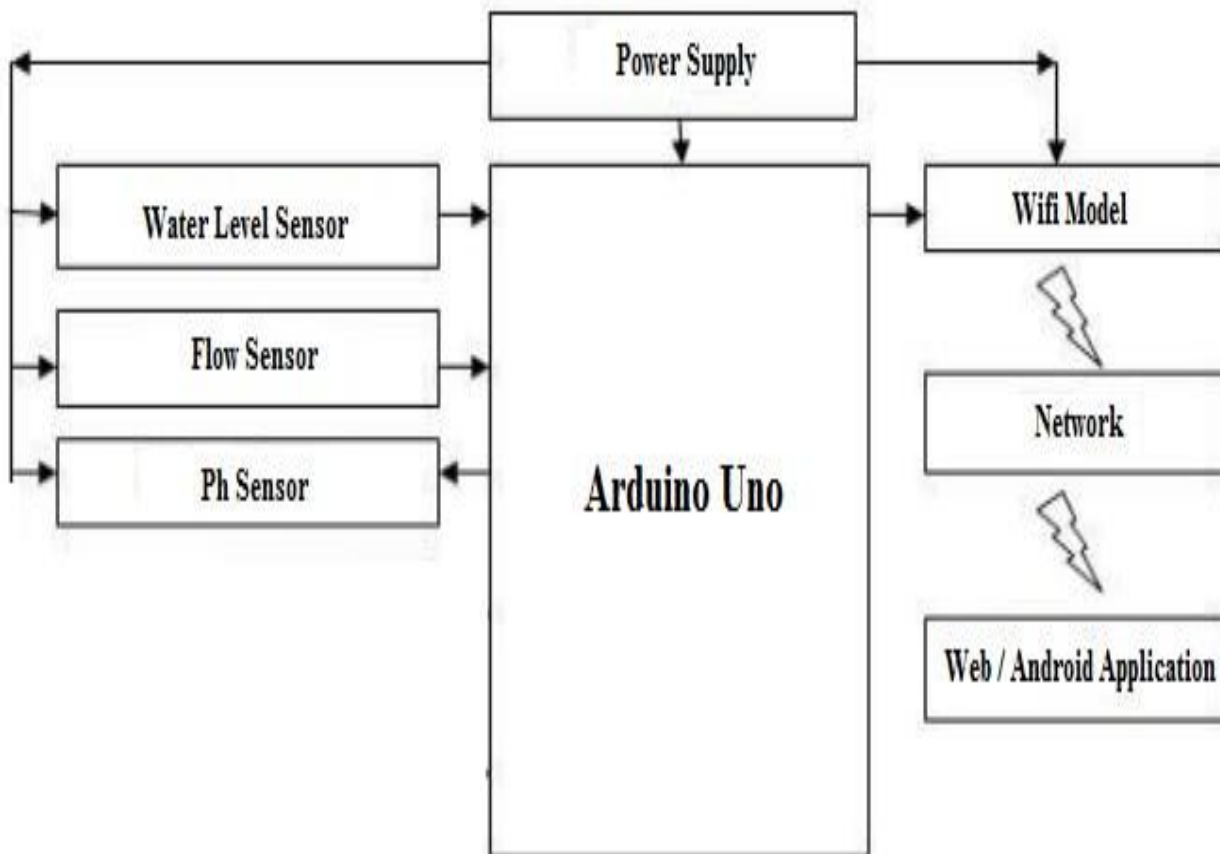 Power Supply
Water Level Sensor
Wifi Model
Flow Sensor
Network
Ph Sensor
Arduino Uno
Web / Android Application